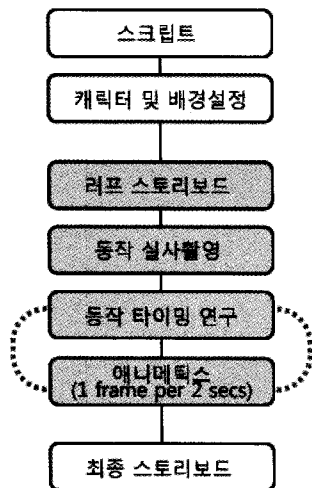 스크립트
캐릭터 및 배경설정
러프 스토리보드
동작 실사촬영
동작 타이밍 연구
애니메틱스
(1 frame per 2 secs)
최종 스토리보드